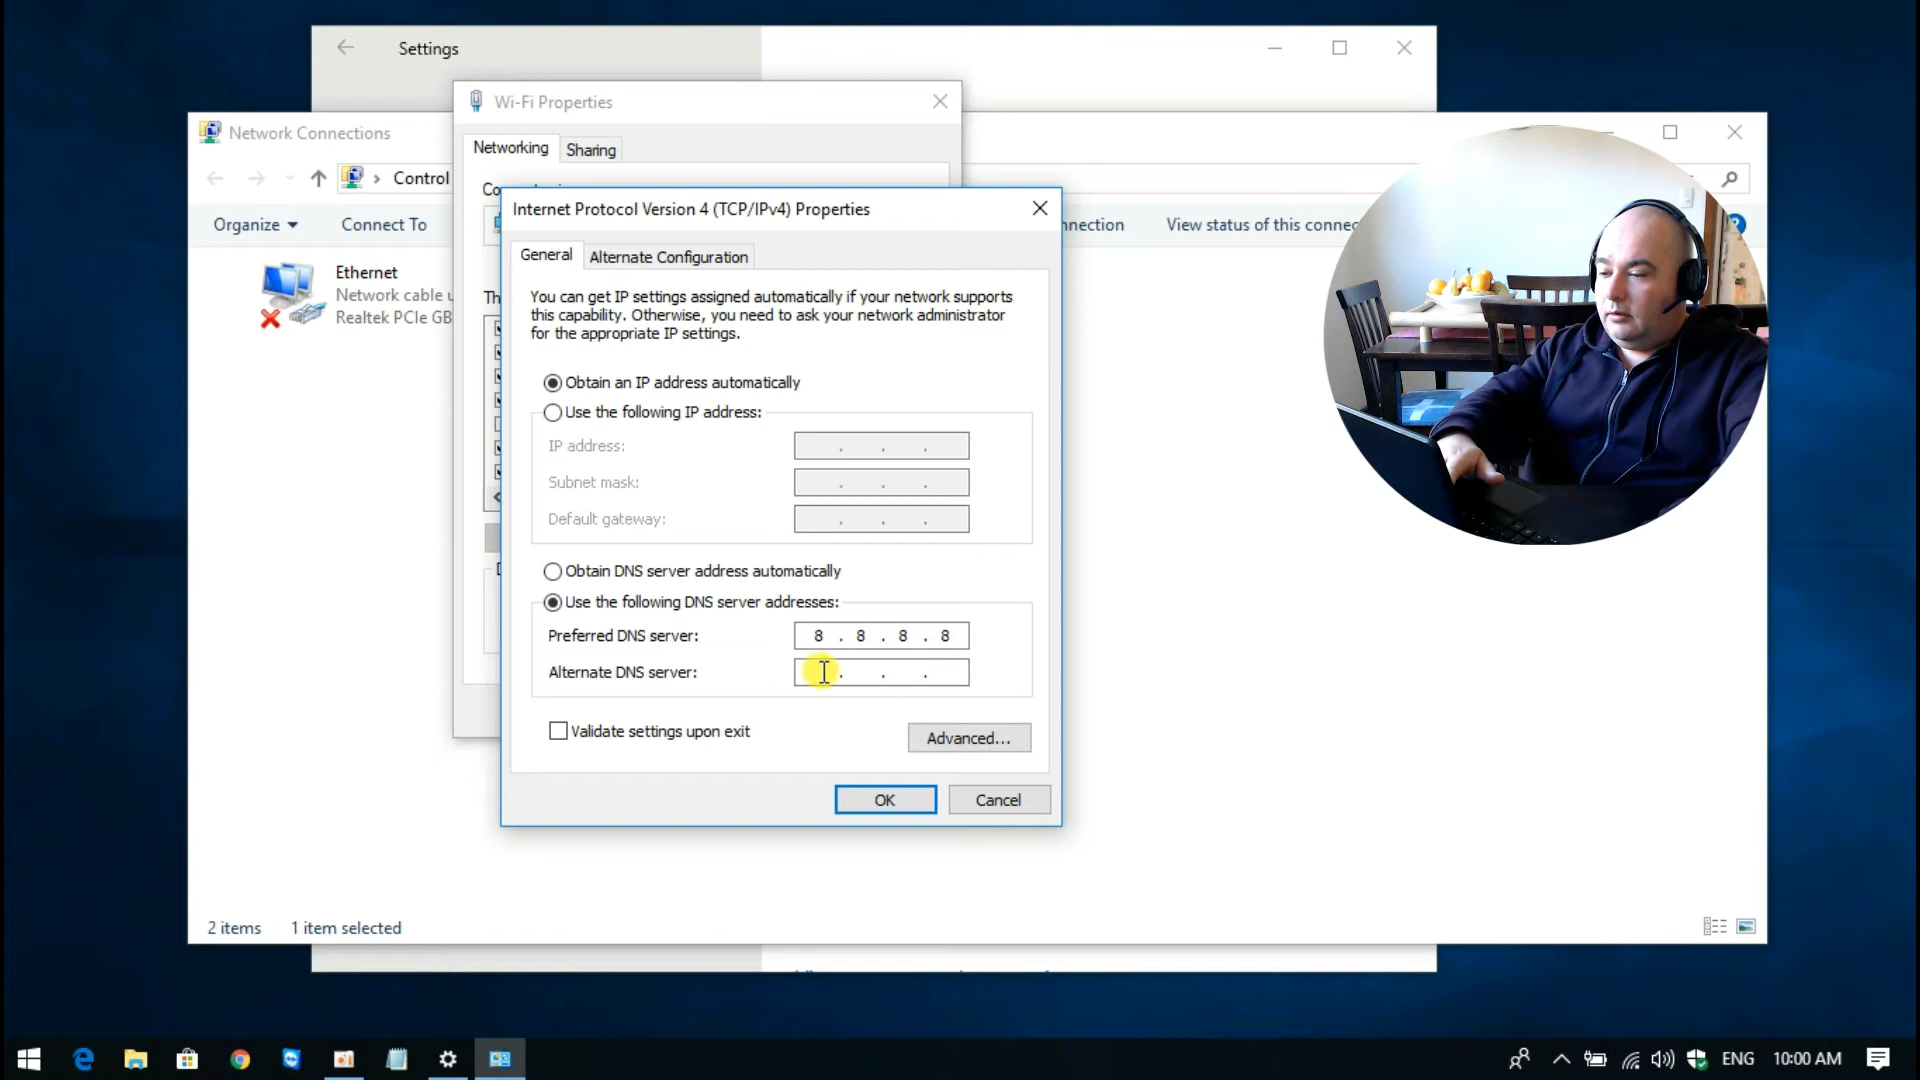 Settings
Wi-Fi Properties
Network Connections
Networking
Sharing
Control
Internet Protocol Version 4 (TCP/IPv4) Properties
Organize
Connect To
View status of this connec
General
Alternate Configuration
Ethernet
Network cable
Realtek PCIe GB
You can get IP settings assigned automatically if your network supports
this capability. Otherwise, you need to ask your network administrator
for the appropriate IP settings.
Obtain an IP address automatically
Use the following IP address:
IP address: . . .
Subnet mask: . . .
Default gateway: . . .
Obtain DNS server address automatically
Use the following DNS server addresses:
Preferred DNS server: 8 . 8 . 8 . 8
Alternate DNS server: . . .
Validate settings upon exit
Advanced...
OK
Cancel
2 items
1 item selected
ENG
10:00 AM